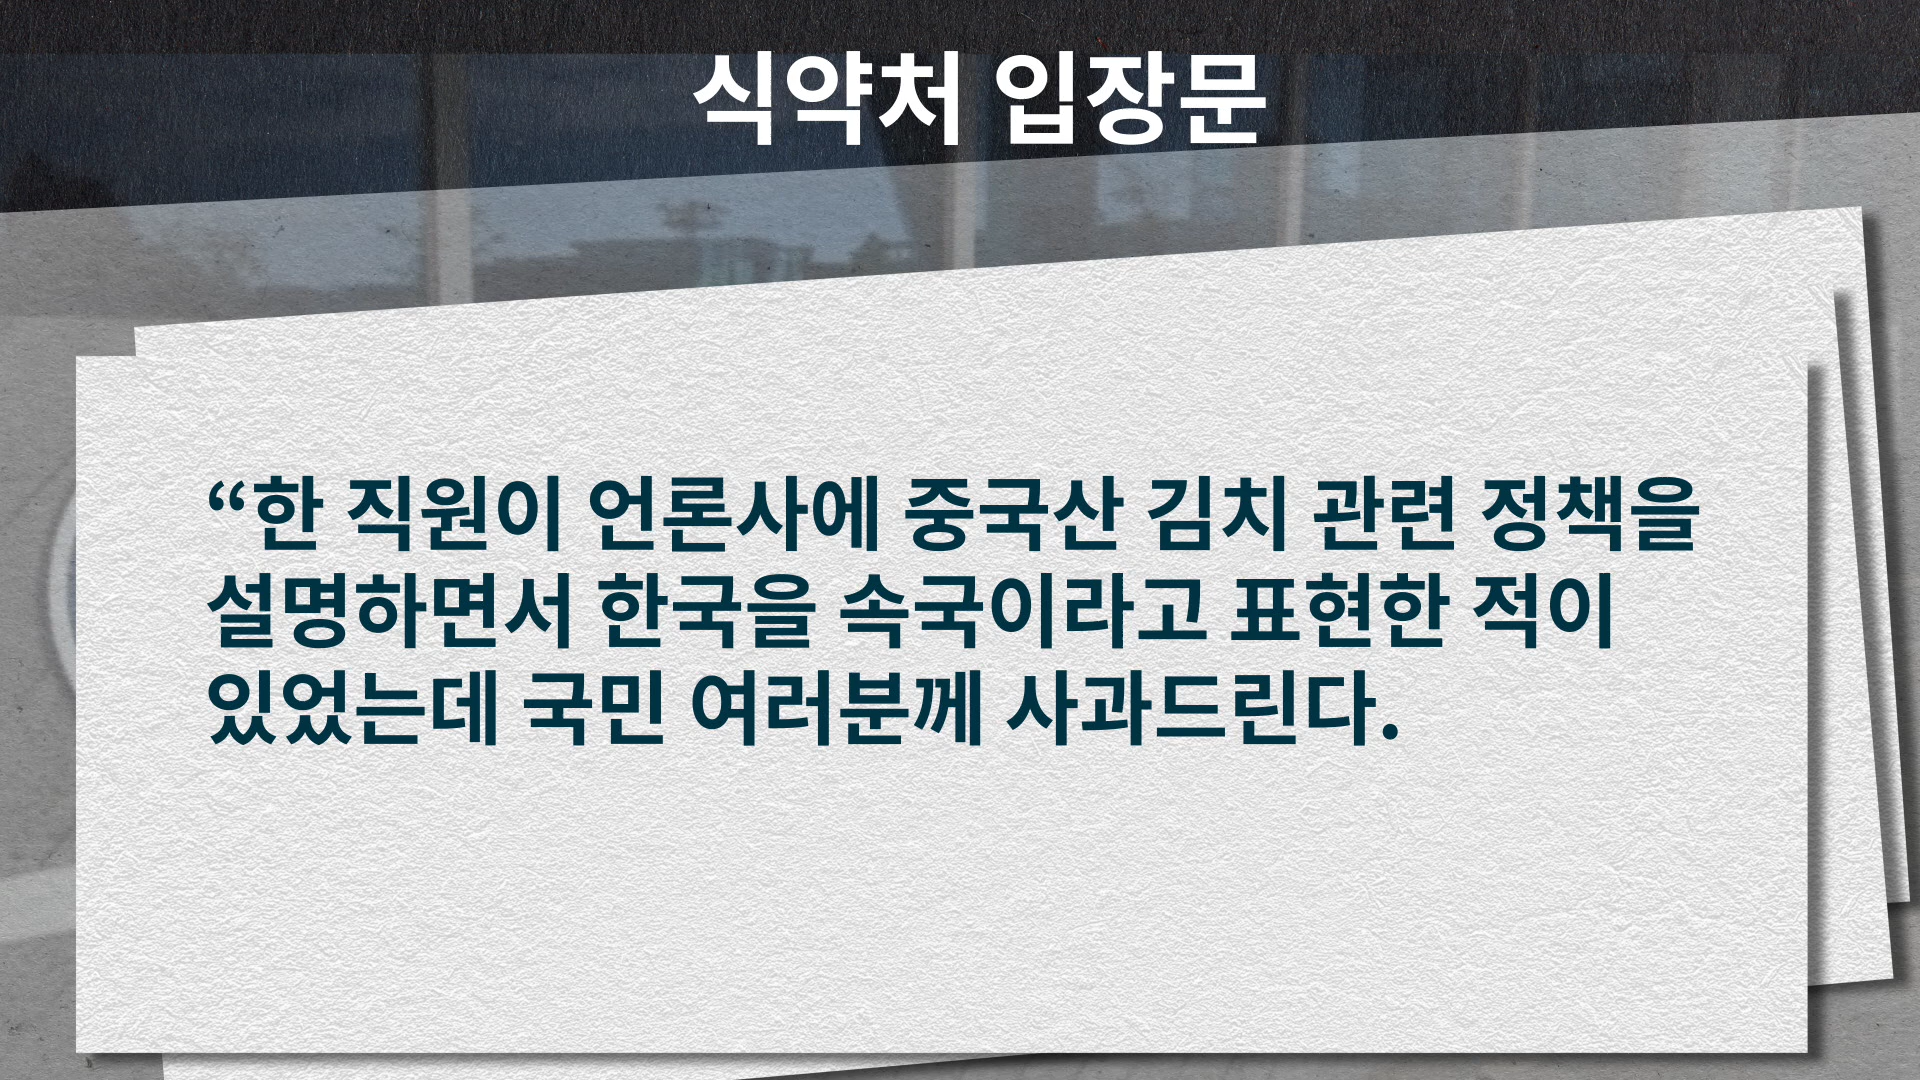 식약처 입장문
“한 직원이 언론사에 중국산 김치 관련 정책을
설명하면서 한국을 속국이라고 표현한 적이
있었는데 국민 여러분께 사과드린다.